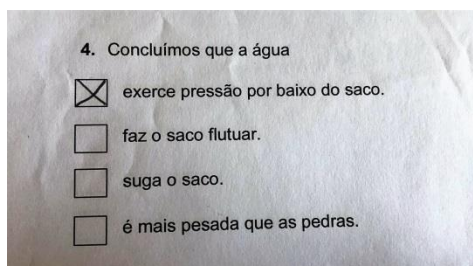 4. Concluímos que a água
exerce pressão por baixo do saco.
faz o saco flutuar.
suga o saco.
é mais pesada que as pedras.